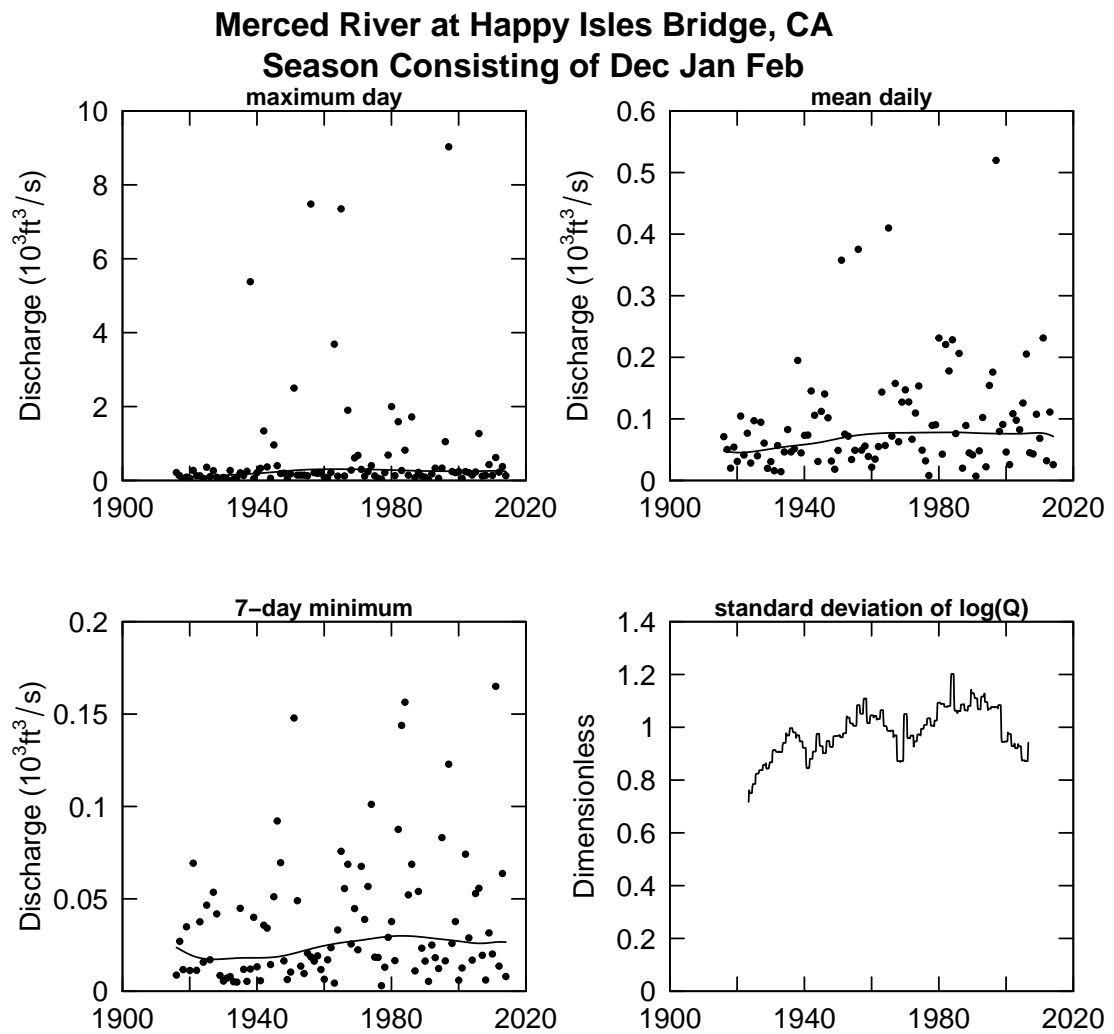 Merced River at Happy Isles Bridge, CA
Season Consisting of Dec Jan Feb
maximum day
Discharge (10³ft³/s)
10
8
6
4
2
0
1900 1940 1980 2020
mean daily
Discharge (10³ft³/s)
0.6
0.5
0.4
0.3
0.2
0.1
0
1900 1940 1980 2020
7−day minimum
Discharge (10³ft³/s)
0.2
0.15
0.1
0.05
0
1900 1940 1980 2020
standard deviation of log(Q)
Dimensionless
1.4
1.2
1
0.8
0.6
0.4
0.2
0
1900 1940 1980 2020